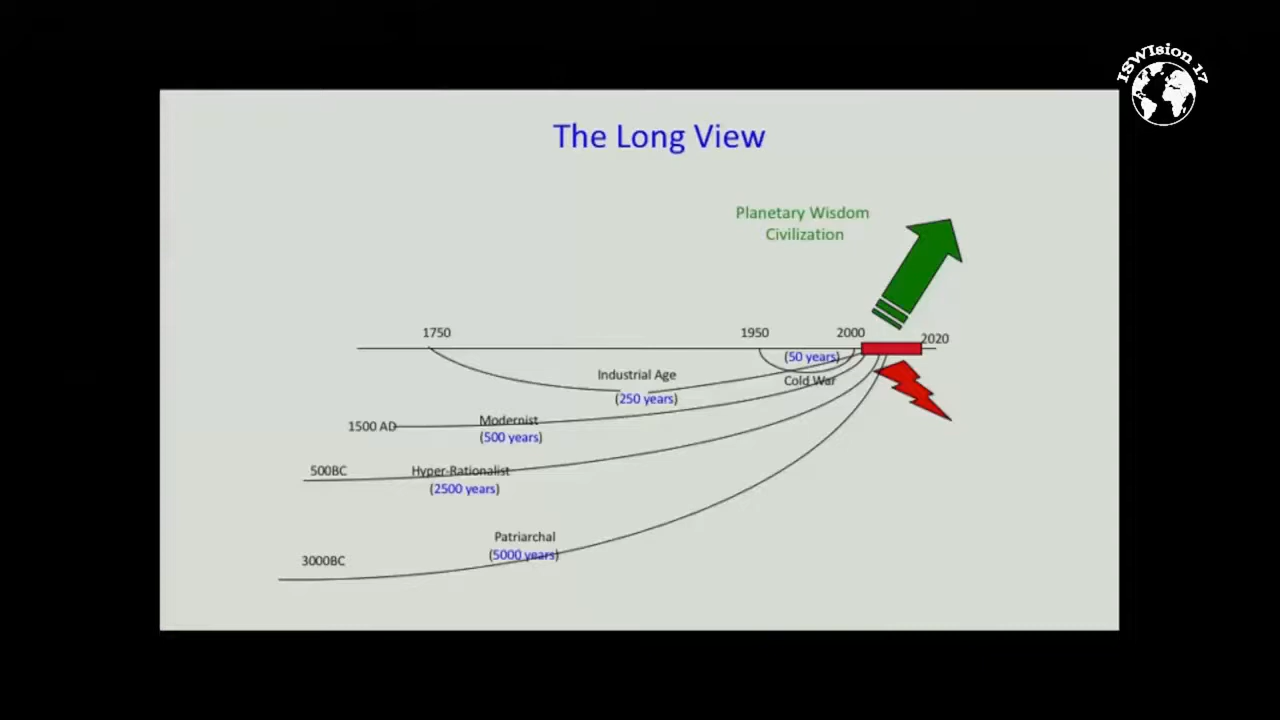 ISWIsion 17
The Long View
Planetary Wisdom
Civilization
1750
1950
2000
2020
(50 years)
Cold War
Industrial Age
(250 years)
1500 AD
Modernist
(500 years)
500BC
Hyper-Rationalist
(2500 years)
Patriarchal
(5000 years)
3000BC